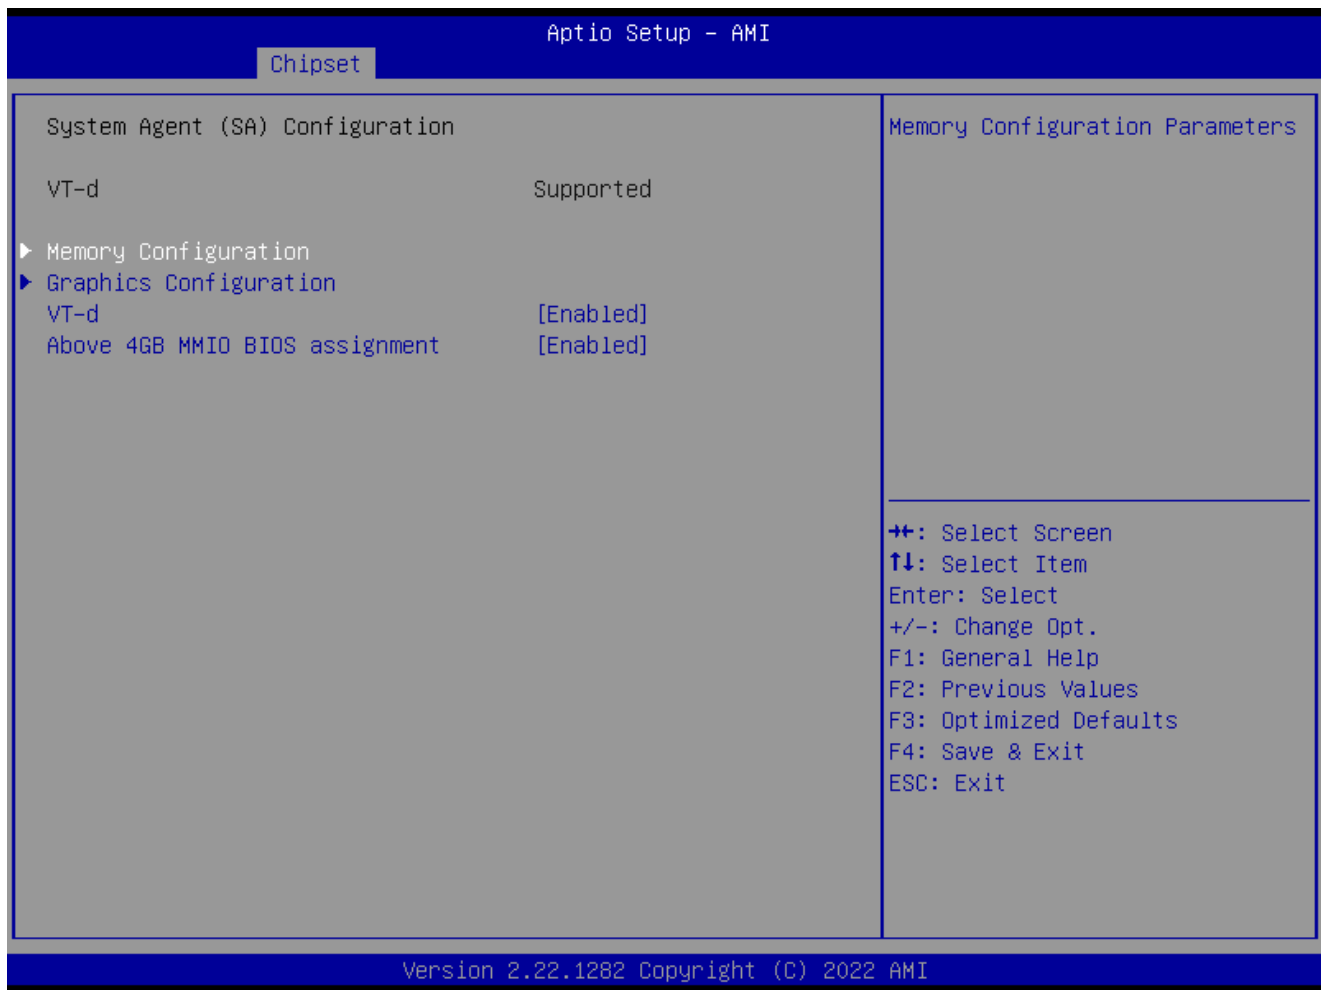 Aptio Setup – AMI
Chipset
System Agent (SA) Configuration
VT-d Supported
▶ Memory Configuration
▶ Graphics Configuration
VT-d [Enabled]
Above 4GB MMIO BIOS assignment [Enabled]
Memory Configuration Parameters
→←: Select Screen
↑↓: Select Item
Enter: Select
+/-: Change Opt.
F1: General Help
F2: Previous Values
F3: Optimized Defaults
F4: Save & Exit
ESC: Exit
Version 2.22.1282 Copyright (C) 2022 AMI